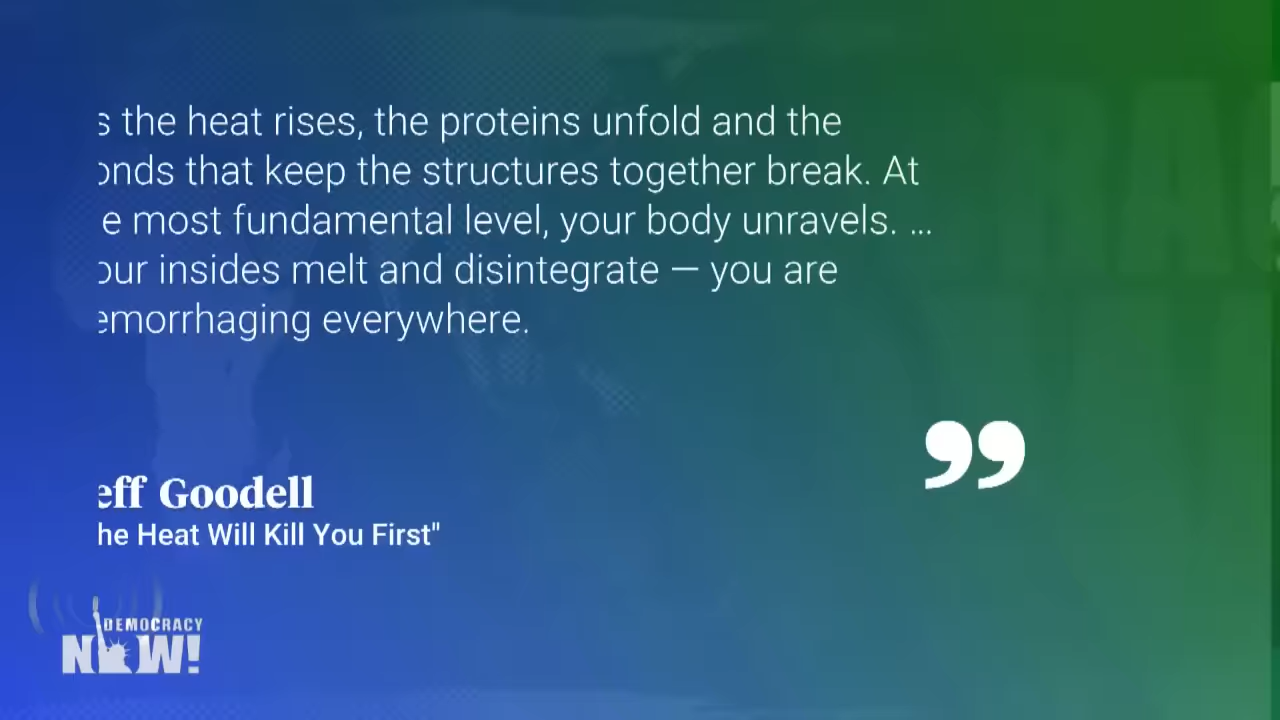 s the heat rises, the proteins unfold and the
onds that keep the structures together break. At
e most fundamental level, your body unravels. ...
our insides melt and disintegrate — you are
emorrhaging everywhere.
”
eff Goodell
he Heat Will Kill You First"
DEMOCRACY
NOW!